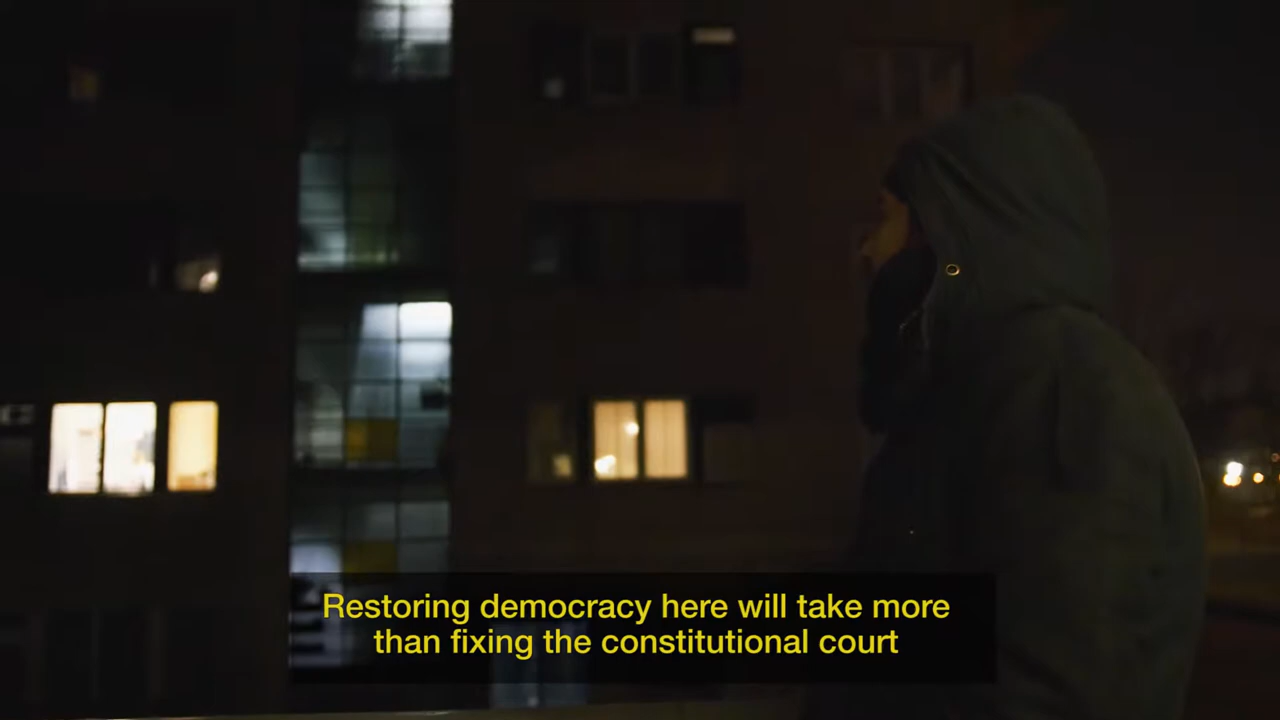 Restoring democracy here will take more
than fixing the constitutional court